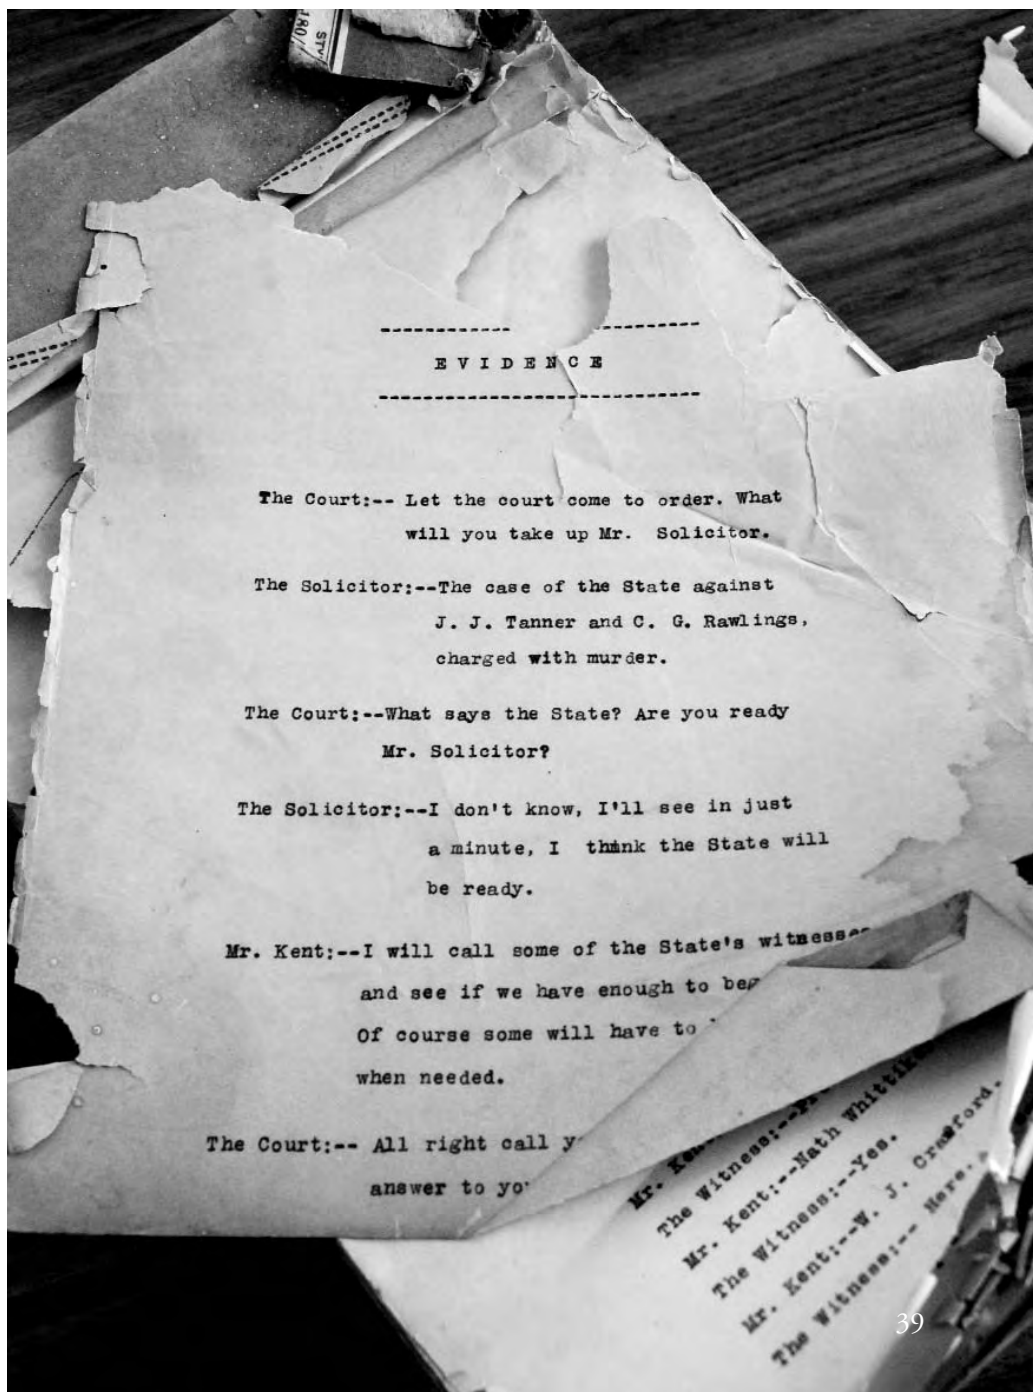 STV
180/
EVIDENCE
The Court:-- Let the court come to order. What
will you take up Mr. Solicitor.
The Solicitor:--The case of the State against
J. J. Tanner and C. G. Rawlings,
charged with murder.
The Court:--What says the State? Are you ready
Mr. Solicitor?
The Solicitor:--I don't know, I'll see in just
a minute, I think the State will
be ready.
Mr. Kent:--I will call some of the State's witnesses
and see if we have enough to
Of course some will have to
when needed.
The Court:-- All right call
answer to
Mr.
The Witness:--
Mr. Kent:--Nath
The Witness:--Yes.
Mr. Kent:--W. J. Crawford.
The Witness:-- Here.
39